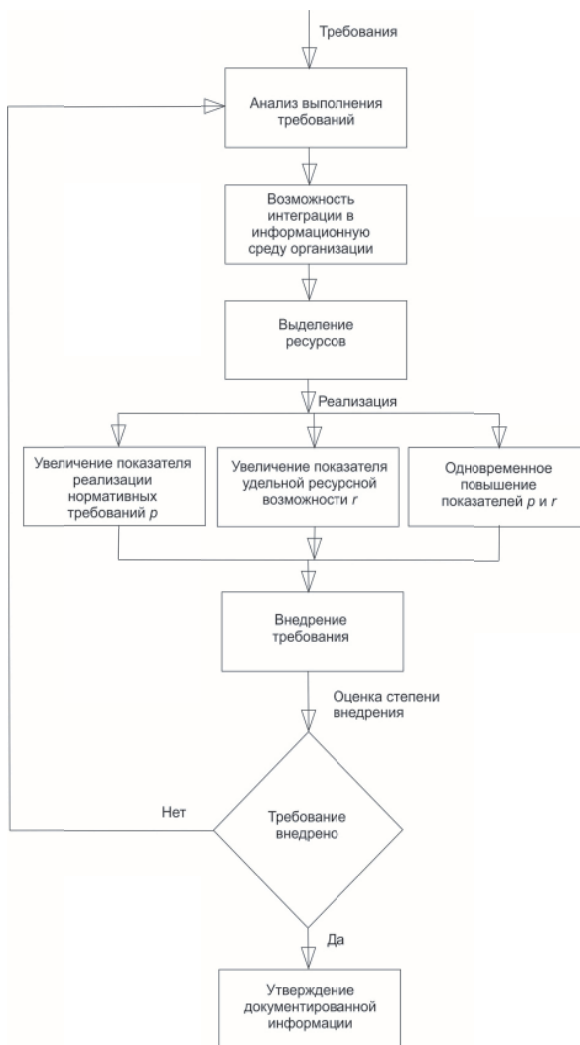 Требования
Анализ выполнения
требований
Возможность
интеграции в
информационную
среду организации
Выделение
ресурсов
Реализация
Увеличение показателя
реализации
нормативных
требований p
Увеличение показателя
удельной ресурсной
возможности r
Одновременное
повышение
показателей p и r
Внедрение
требования
Оценка степени
внедрения
Нет
Требование
внедрено
Да
Утверждение
документированной
информации